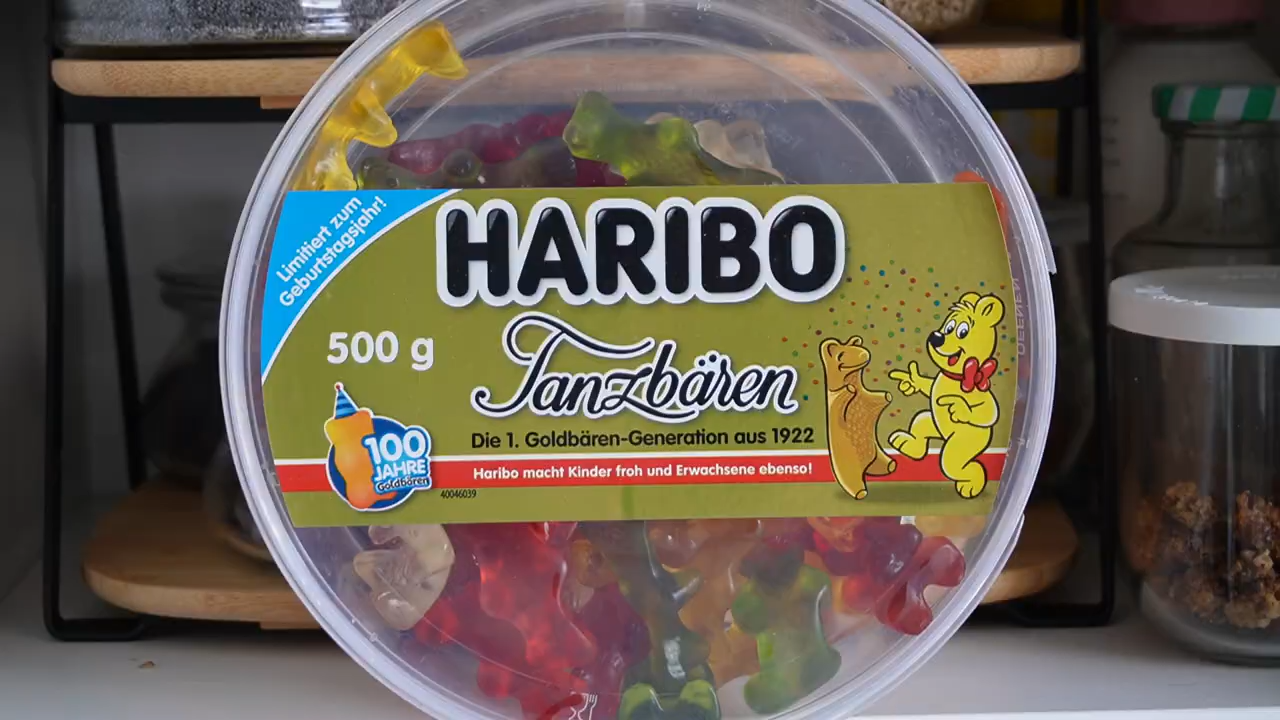 Limitiert zum
Geburtstagsjahr!
HARIBO
500 g
Tanzbären
Die 1. Goldbären-Generation aus 1922
100
JAHRE
Goldbären
Haribo macht Kinder froh und Erwachsene ebenso!
40046039